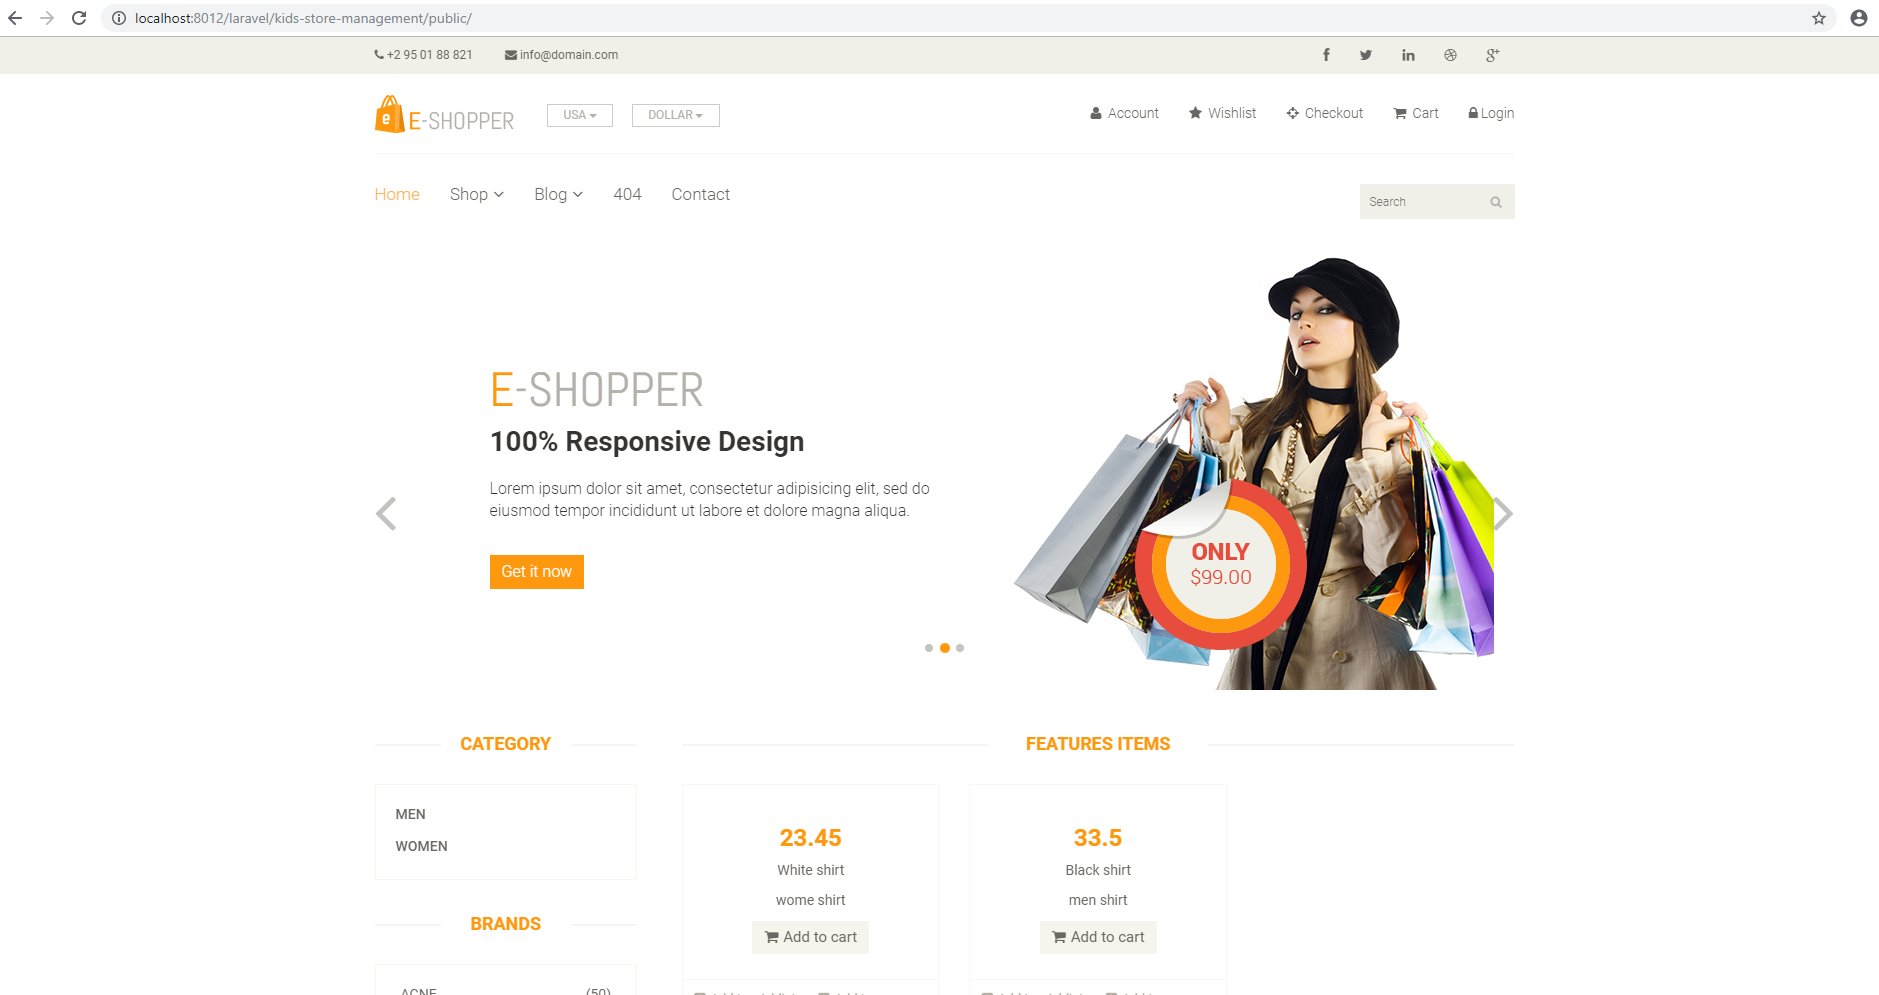 localhost:8012/laravel/kids-store-management/public/
+2 95 01 88 821 info@domain.com
E-SHOPPER USA DOLLAR Account Wishlist Checkout Cart Login
Home Shop Blog 404 Contact Search
E-SHOPPER
100% Responsive Design
Lorem ipsum dolor sit amet, consectetur adipisicing elit, sed do
eiusmod tempor incididunt ut labore et dolore magna aliqua.
Get it now
ONLY
$99.00
CATEGORY
MEN
WOMEN
BRANDS
ACNE (50)
FEATURES ITEMS
23.45
White shirt
wome shirt
Add to cart
33.5
Black shirt
men shirt
Add to cart